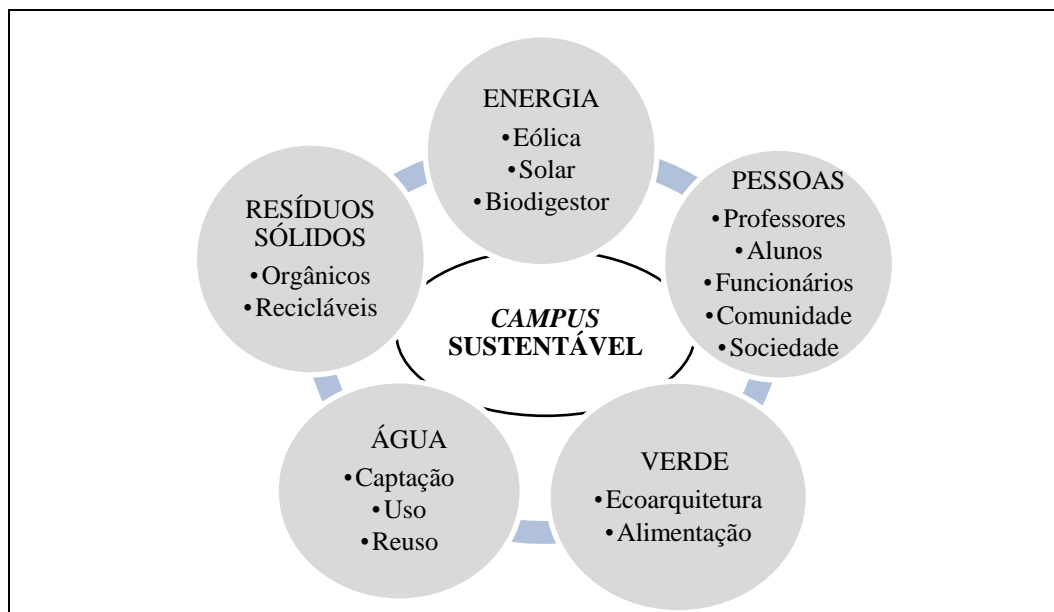 ENERGIA
•Eólica
•Solar
•Biodigestor
PESSOAS
•Professores
•Alunos
•Funcionários
•Comunidade
•Sociedade
VERDE
•Ecoarquitetura
•Alimentação
ÁGUA
•Captação
•Uso
•Reuso
RESÍDUOS
SÓLIDOS
•Orgânicos
•Recicláveis
CAMPUS
SUSTENTÁVEL